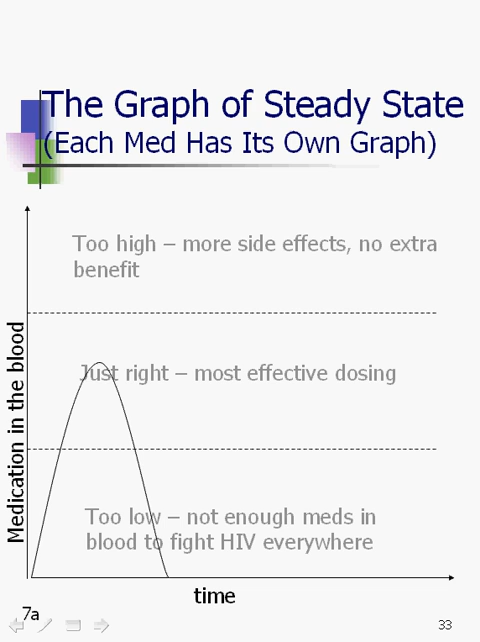 The Graph of Steady State
(Each Med Has Its Own Graph)
Too high – more side effects, no extra
benefit
Medication in the blood
Just right – most effective dosing
Too low – not enough meds in
blood to fight HIV everywhere
time
7a
33